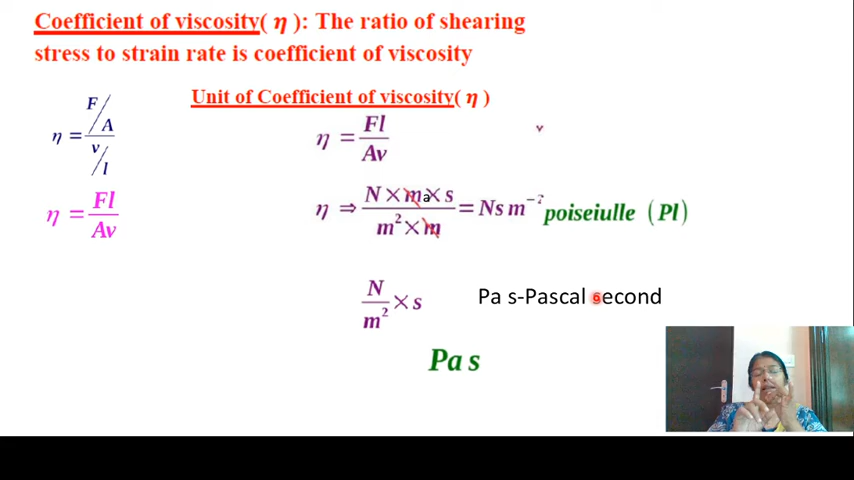 Coefficient of viscosity( η ): The ratio of shearing
stress to strain rate is coefficient of viscosity
Unit of Coefficient of viscosity( η )
η = F/A / v/l
η = Fl / Av
η = Fl / Av
v
η ⇒ N × m × s / m² × m = Ns m⁻² poiseiulle (Pl)
a
N / m² × s
Pa s-Pascal second
Pa s